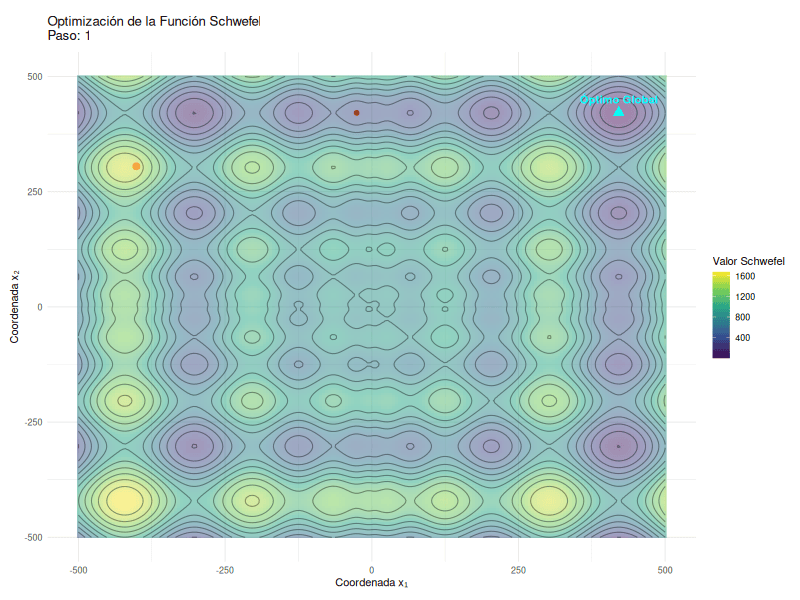 Optimización de la Función Schwefel
Paso: 1
Optimo Global
500
250
0
-250
-500
Coordenada x₂
-500
-250
0
250
500
Coordenada x₁
Valor Schwefel
1600
1200
800
400